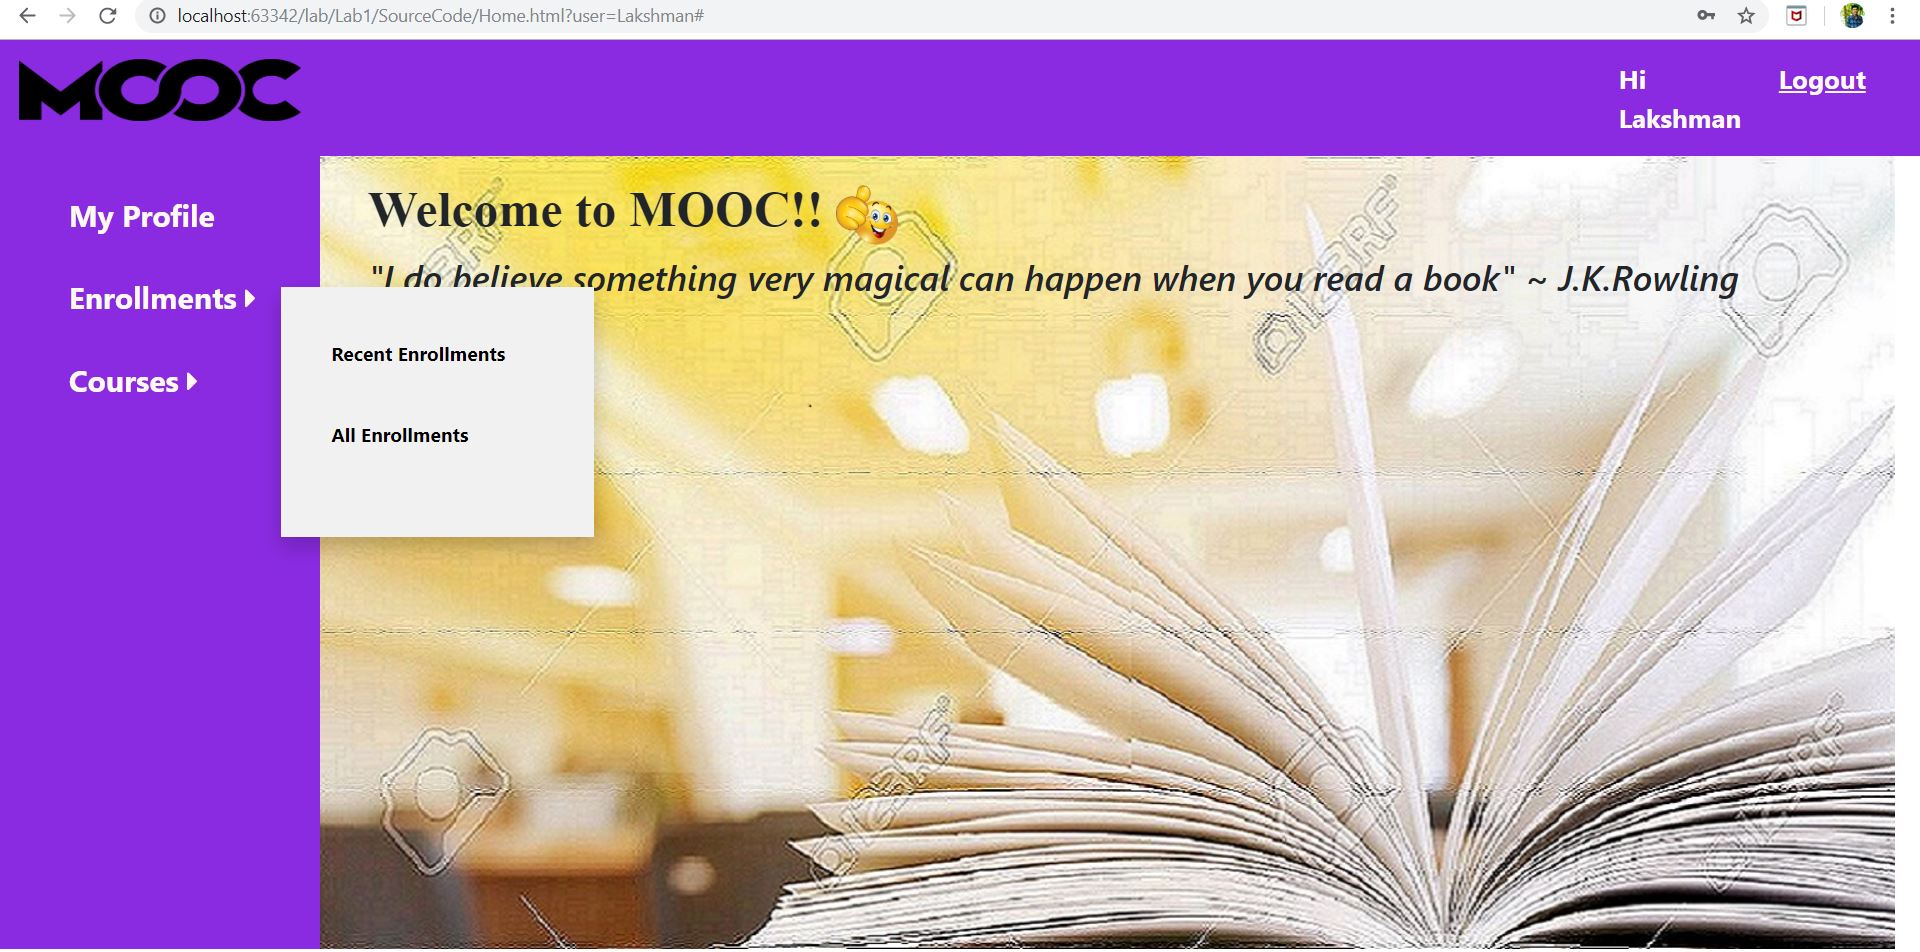 localhost:63342/lab/Lab1/SourceCode/Home.html?user=Lakshman#
MOOC
Hi
Lakshman
Logout
My Profile
Enrollments
Courses
Welcome to MOOC!!
"I do believe something very magical can happen when you read a book" ~ J.K.Rowling
Recent Enrollments
All Enrollments